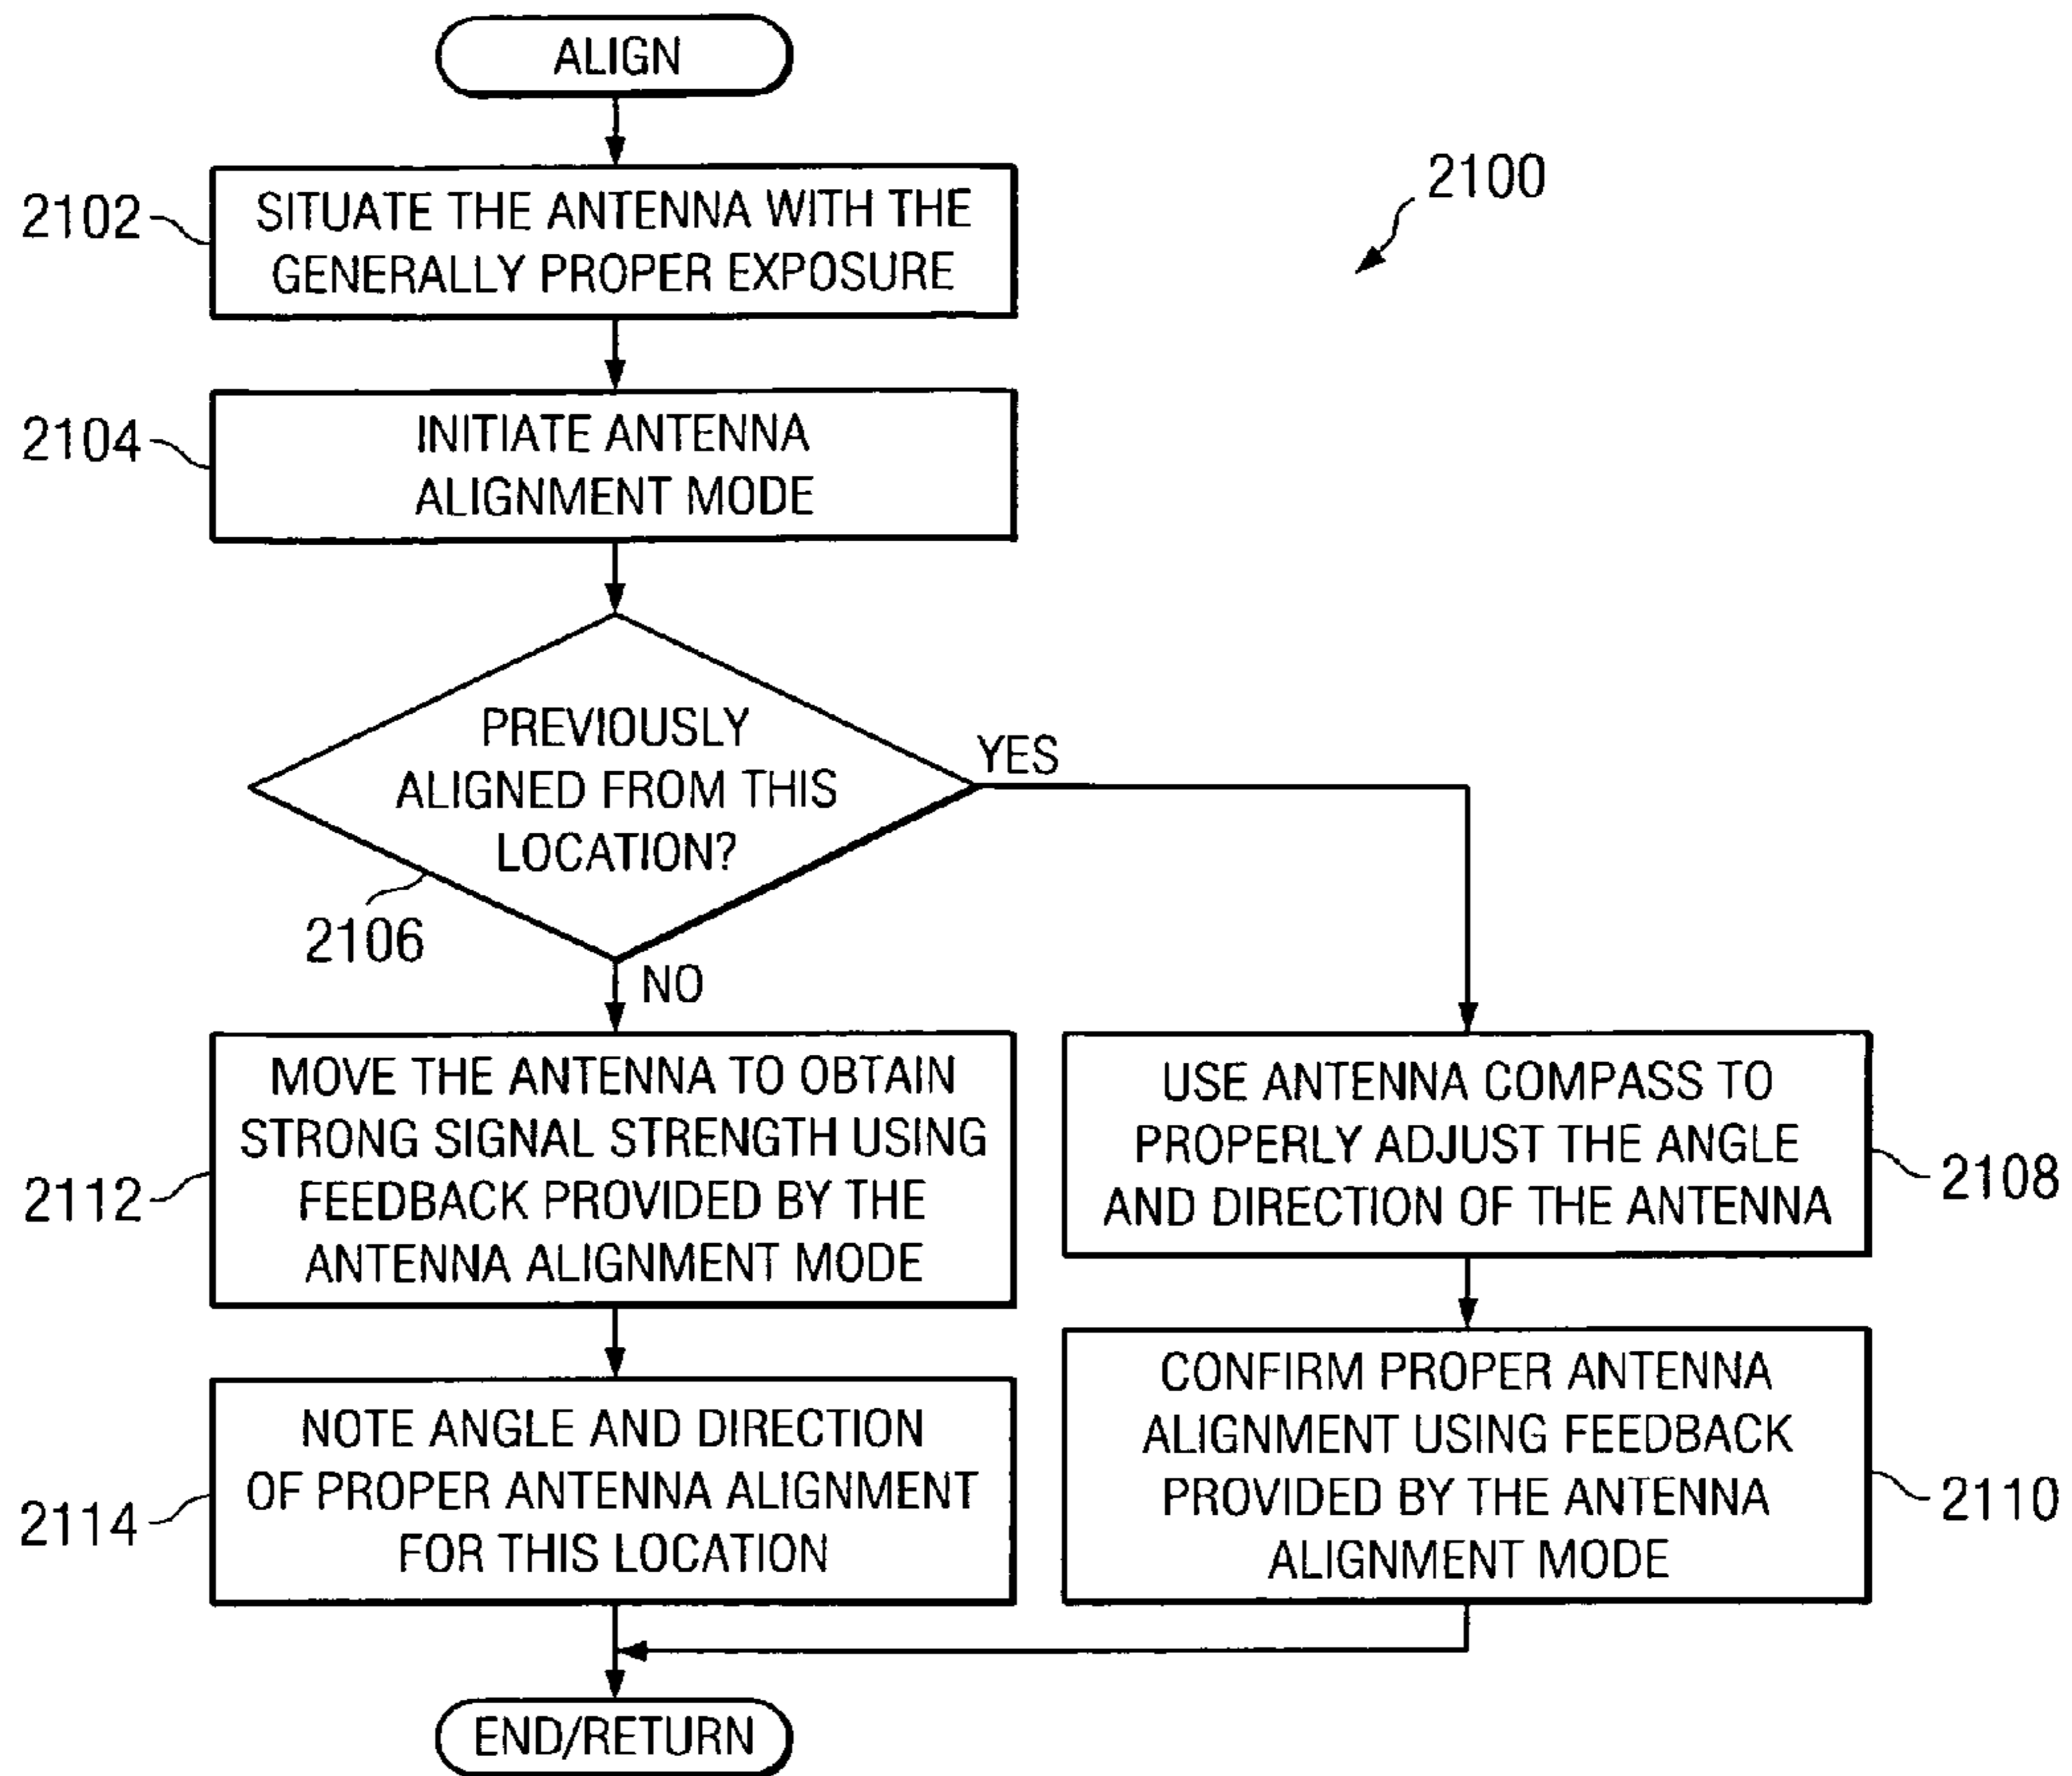 ALIGN
2100
2102
SITUATE THE ANTENNA WITH THE
GENERALLY PROPER EXPOSURE
2104
INITIATE ANTENNA
ALIGNMENT MODE
PREVIOUSLY
ALIGNED FROM THIS
LOCATION?
YES
2106
NO
2112
MOVE THE ANTENNA TO OBTAIN
STRONG SIGNAL STRENGTH USING
FEEDBACK PROVIDED BY THE
ANTENNA ALIGNMENT MODE
USE ANTENNA COMPASS TO
PROPERLY ADJUST THE ANGLE
AND DIRECTION OF THE ANTENNA
2108
2114
NOTE ANGLE AND DIRECTION
OF PROPER ANTENNA ALIGNMENT
FOR THIS LOCATION
CONFIRM PROPER ANTENNA
ALIGNMENT USING FEEDBACK
PROVIDED BY THE ANTENNA
ALIGNMENT MODE
2110
END/RETURN